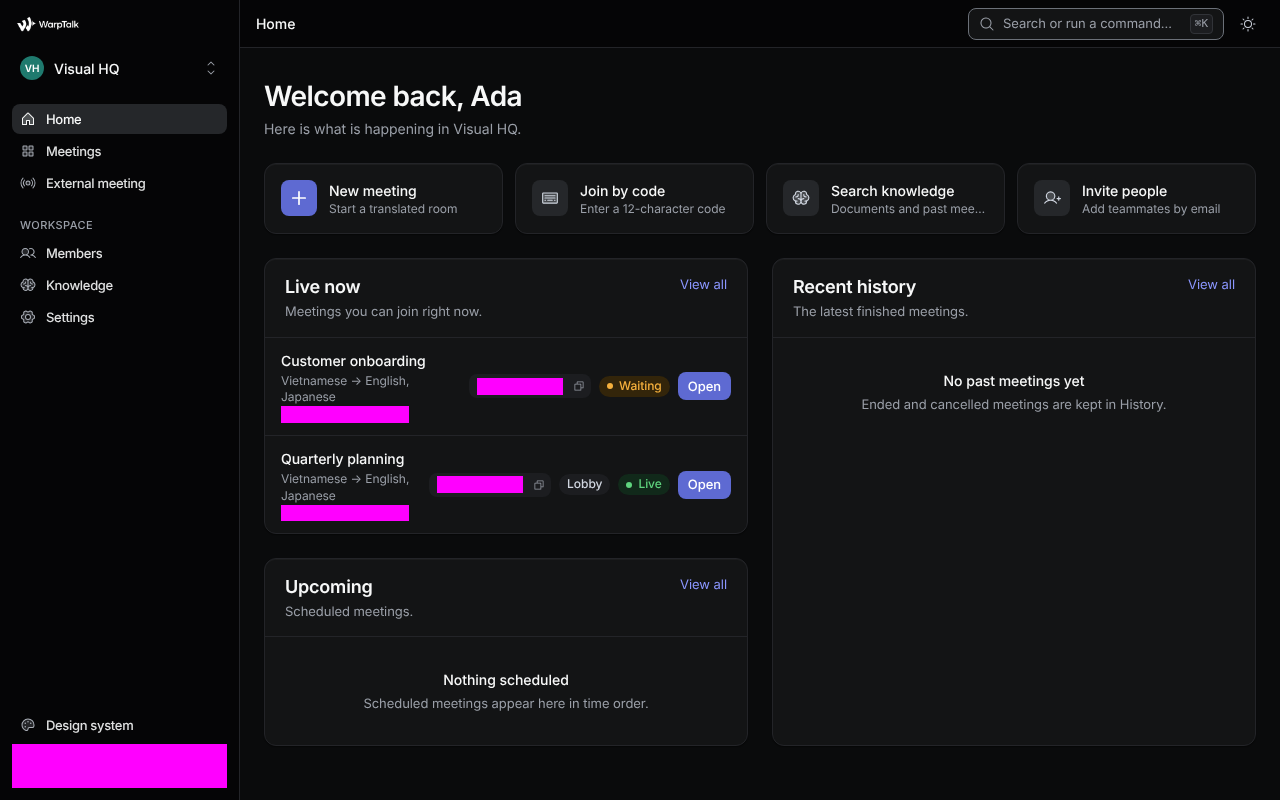 WarpTalk
VH Visual HQ
Home
Meetings
External meeting
WORKSPACE
Members
Knowledge
Settings
Design system
Home
Search or run a command... ⌘K
Welcome back, Ada
Here is what is happening in Visual HQ.
New meeting
Start a translated room
Join by code
Enter a 12-character code
Search knowledge
Documents and past mee...
Invite people
Add teammates by email
Live now
View all
Meetings you can join right now.
Customer onboarding
Vietnamese → English,
Japanese
Waiting
Open
Quarterly planning
Vietnamese → English,
Japanese
Lobby
Live
Open
Upcoming
View all
Scheduled meetings.
Nothing scheduled
Scheduled meetings appear here in time order.
Recent history
View all
The latest finished meetings.
No past meetings yet
Ended and cancelled meetings are kept in History.